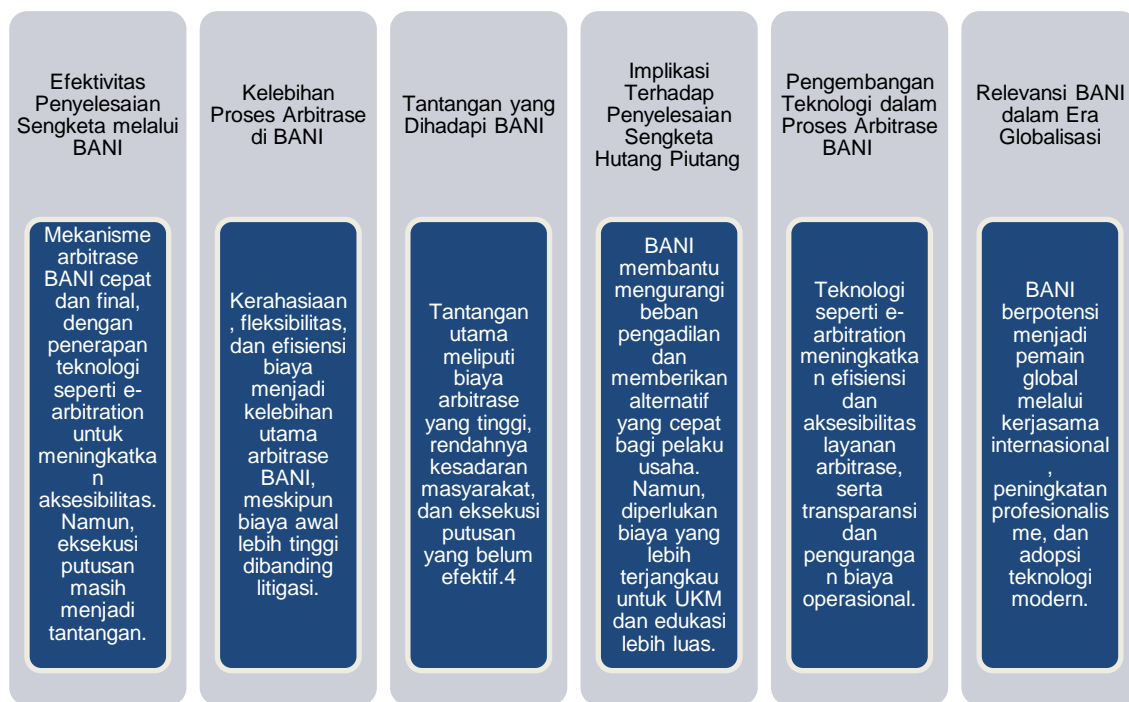 Efektivitas
Penyelesaian
Sengketa melalui
BANI
Mekanisme
arbitrase
BANI cepat
dan final,
dengan
penerapan
teknologi
seperti e-
arbitration
untuk
meningkatka
n
aksesibilitas.
Namun,
eksekusi
putusan
masih
menjadi
tantangan.
Kelebihan
Proses Arbitrase
di BANI
Kerahasiaan
, fleksibilitas,
dan efisiensi
biaya
menjadi
kelebihan
utama
arbitrase
BANI,
meskipun
biaya awal
lebih tinggi
dibanding
litigasi.
Tantangan yang
Dihadapi BANI
Tantangan
utama
meliputi
biaya
arbitrase
yang tinggi,
rendahnya
kesadaran
masyarakat,
dan eksekusi
putusan
yang belum
efektif.4
Implikasi
Terhadap
Penyelesaian
Sengketa
Hutang Piutang
BANI
membantu
mengurangi
beban
pengadilan
dan
memberikan
alternatif
yang cepat
bagi pelaku
usaha.
Namun,
diperlukan
biaya yang
lebih
terjangkau
untuk UKM
dan edukasi
lebih luas.
Pengembangan
Teknologi dalam
Proses Arbitrase
BANI
Teknologi
seperti e-
arbitration
meningkatka
n efisiensi
dan
aksesibilitas
layanan
arbitrase,
serta
transparansi
dan
penguranga
n biaya
operasional.
Relevansi BANI
dalam Era
Globalisasi
BANI
berpotensi
menjadi
pemain
global
melalui
kerjasama
internasional
,
peningkatan
profesionalis
me, dan
adopsi
teknologi
modern.